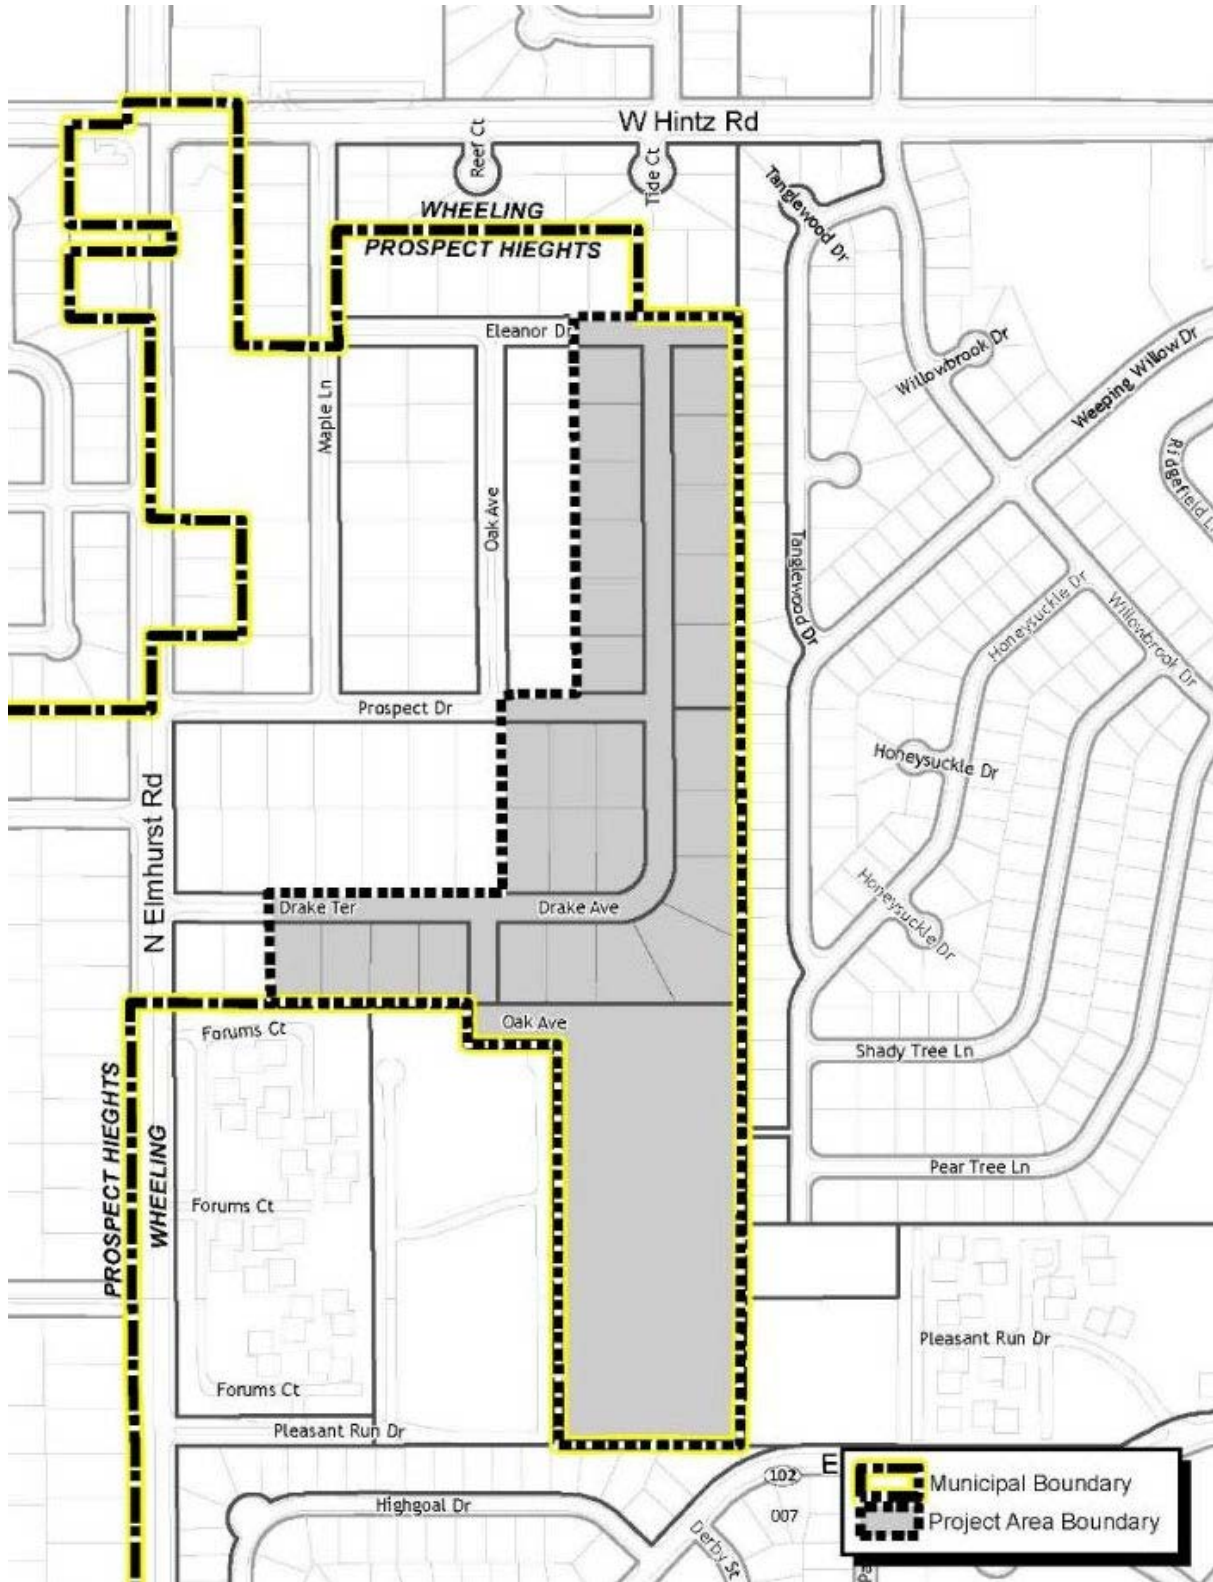 W Hintz Rd
Reef Ct
Tide Ct
Tanglewood Dr
WHEELING
PROSPECT HIEGHTS
Eleanor Dr
Willowbrook Dr
Weeping Willow Dr
Maple Ln
Ridgefield L
Oak Ave
Tanglewood Dr
Honeysuckle Dr
Willowbrook Dr
Prospect Dr
Honeysuckle Dr
N Elmhurst Rd
Honeysuckle Dr
Drake Ter
Drake Ave
Oak Ave
Forums Ct
Shady Tree Ln
PROSPECT HIEGHTS
WHEELING
Pear Tree Ln
Forums Ct
Pleasant Run Dr
Forums Ct
Pleasant Run Dr
102
E
Highgoal Dr
007
Derby St
Pa
Municipal Boundary
Project Area Boundary